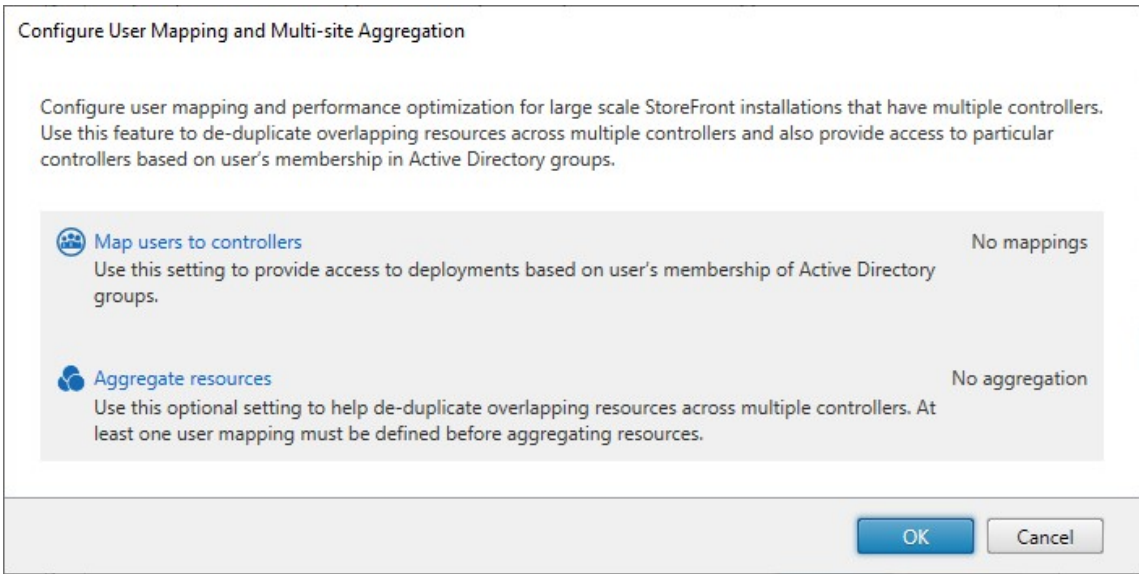 Configure User Mapping and Multi-site Aggregation
Configure user mapping and performance optimization for large scale StoreFront installations that have multiple controllers.
Use this feature to de-duplicate overlapping resources across multiple controllers and also provide access to particular
controllers based on user's membership in Active Directory groups.
Map users to controllers
No mappings
Use this setting to provide access to deployments based on user's membership of Active Directory
groups.
Aggregate resources
No aggregation
Use this optional setting to help de-duplicate overlapping resources across multiple controllers. At
least one user mapping must be defined before aggregating resources.
OK
Cancel